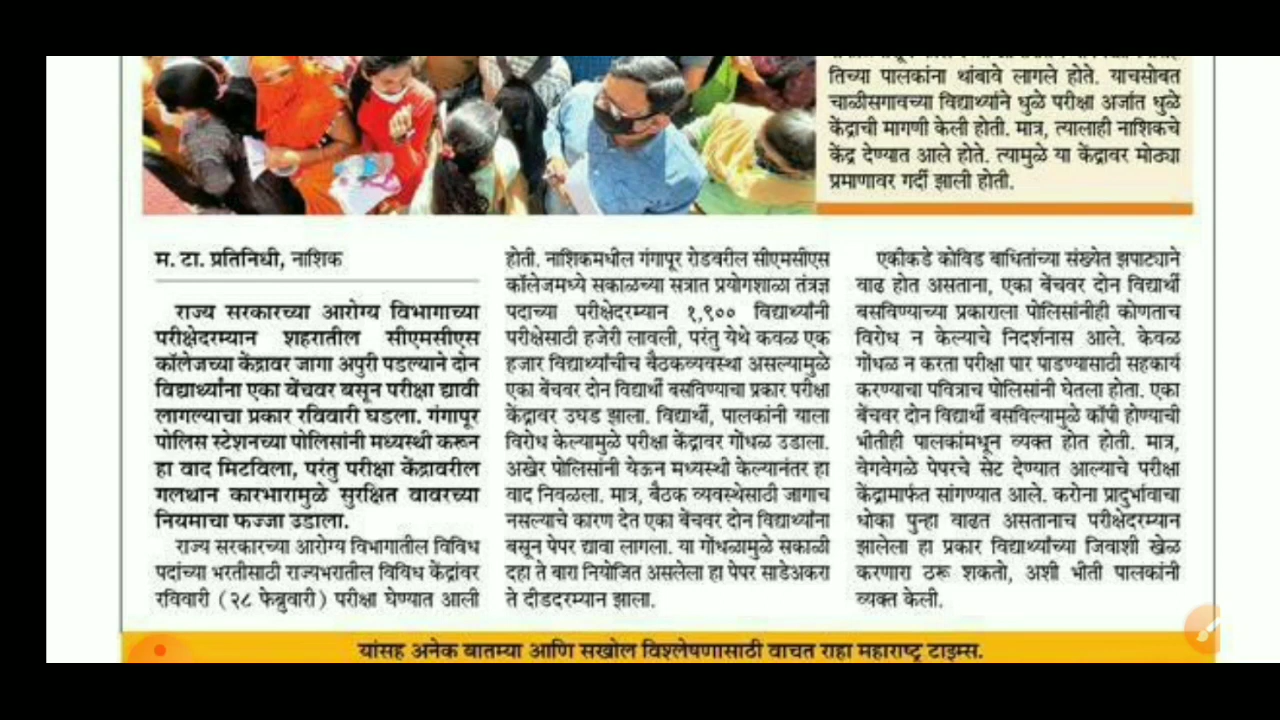 तिच्या पालकांना थांबावे लागले होते. याचसोबत
चाळीसगावच्या विद्यार्थ्याने धुळे परीक्षा अर्जात धुळे
केंद्राची मागणी केली होती. मात्र, त्यालाही नाशिकचे
केंद्र देण्यात आले होते. त्यामुळे या केंद्रावर मोठ्या
प्रमाणावर गर्दी झाली होती.
म. टा. प्रतिनिधी, नाशिक
राज्य सरकारच्या आरोग्य विभागाच्या
परीक्षेदरम्यान शहरातील सीएमसीएस
कॉलेजच्या केंद्रावर जागा अपुरी पडल्याने दोन
विद्यार्थ्यांना एका बेंचवर बसून परीक्षा द्यावी
लागल्याचा प्रकार रविवारी घडला. गंगापूर
पोलिस स्टेशनच्या पोलिसांनी मध्यस्थी करून
हा वाद मिटविला, परंतु परीक्षा केंद्रावरील
गलथान कारभारामुळे सुरक्षित वावरच्या
नियमाचा फज्जा उडाला.
राज्य सरकारच्या आरोग्य विभागातील विविध
पदांच्या भरतीसाठी राज्यभरातील विविध केंद्रांवर
रविवारी (२८ फेब्रुवारी) परीक्षा घेण्यात आली
होती. नाशिकमधील गंगापूर रोडवरील सीएमसीएस
कॉलेजमध्ये सकाळच्या सत्रात प्रयोगशाळा तंत्रज्ञ
पदाच्या परीक्षेदरम्यान १,९०० विद्यार्थ्यांनी
परीक्षेसाठी हजेरी लावली, परंतु येथे केवळ एक
हजार विद्यार्थ्यांचीच बैठकव्यवस्था असल्यामुळे
एका बेंचवर दोन विद्यार्थी बसविण्याचा प्रकार परीक्षा
केंद्रावर उघड झाला. विद्यार्थी, पालकांनी याला
विरोध केल्यामुळे परीक्षा केंद्रावर गोंधळ उडाला.
अखेर पोलिसांनी येऊन मध्यस्थी केल्यानंतर हा
वाद निवळला. मात्र, बैठक व्यवस्थेसाठी जागाच
नसल्याचे कारण देत एका बेंचवर दोन विद्यार्थ्यांना
बसून पेपर द्यावा लागला. या गोंधळामुळे सकाळी
दहा ते बारा नियोजित असलेला हा पेपर साडेअकरा
ते दीडदरम्यान झाला.
एकीकडे कोविड बाधितांच्या संख्येत झपाट्याने
वाढ होत असताना, एका बेंचवर दोन विद्यार्थी
बसविण्याच्या प्रकाराला पोलिसांनीही कोणताच
विरोध न केल्याचे निदर्शनास आले. केवळ
गोंधळ न करता परीक्षा पार पाडण्यासाठी सहकार्य
करण्याचा पवित्राच पोलिसांनी घेतला होता. एका
बेंचवर दोन विद्यार्थी बसविल्यामुळे कॉपी होण्याची
भीतीही पालकांमधून व्यक्त होत होती. मात्र,
वेगवेगळे पेपरचे सेट देण्यात आल्याचे परीक्षा
केंद्रामार्फत सांगण्यात आले. करोना प्रादुर्भावाचा
धोका पुन्हा वाढत असतानाच परीक्षेदरम्यान
झालेला हा प्रकार विद्यार्थ्यांच्या जिवाशी खेळ
करणारा ठरू शकतो, अशी भीती पालकांनी
व्यक्त केली.
यांसह अनेक बातम्या आणि सखोल विश्लेषणासाठी वाचत राहा महाराष्ट्र टाइम्स.